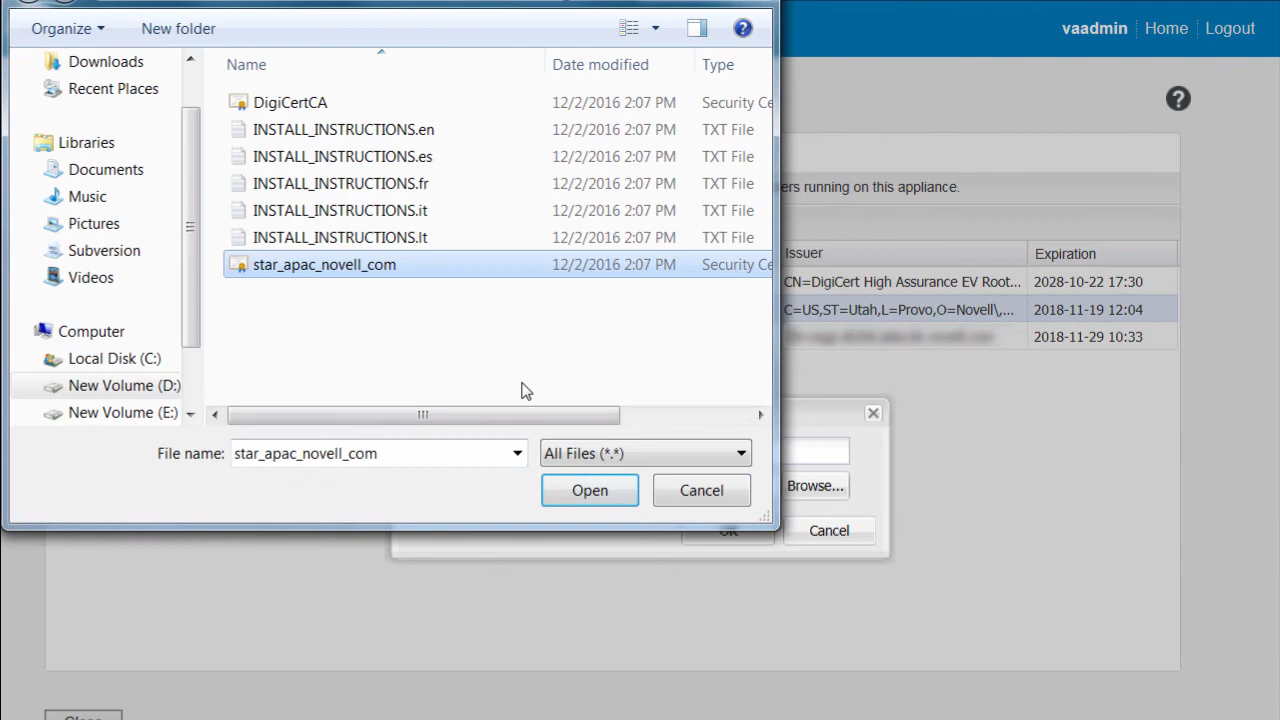 Organize New folder
vaadmin Home Logout
Downloads
Recent Places
Libraries
Documents
Music
Pictures
Subversion
Videos
Computer
Local Disk (C:)
New Volume (D:)
New Volume (E:)
Name Date modified Type
DigiCertCA 12/2/2016 2:07 PM Security Ce
INSTALL_INSTRUCTIONS.en 12/2/2016 2:07 PM TXT File
INSTALL_INSTRUCTIONS.es 12/2/2016 2:07 PM TXT File
INSTALL_INSTRUCTIONS.fr 12/2/2016 2:07 PM TXT File
INSTALL_INSTRUCTIONS.it 12/2/2016 2:07 PM TXT File
INSTALL_INSTRUCTIONS.lt 12/2/2016 2:07 PM TXT File
star_apac_novell_com 12/2/2016 2:07 PM Security Ce
File name: star_apac_novell_com All Files (*.*)
Open Cancel
ers running on this appliance.
Issuer Expiration
CN=DigiCert High Assurance EV Root... 2028-10-22 17:30
C=US,ST=Utah,L=Provo,O=Novell\,... 2018-11-19 12:04
2018-11-29 10:33
Browse...
OK Cancel
Close